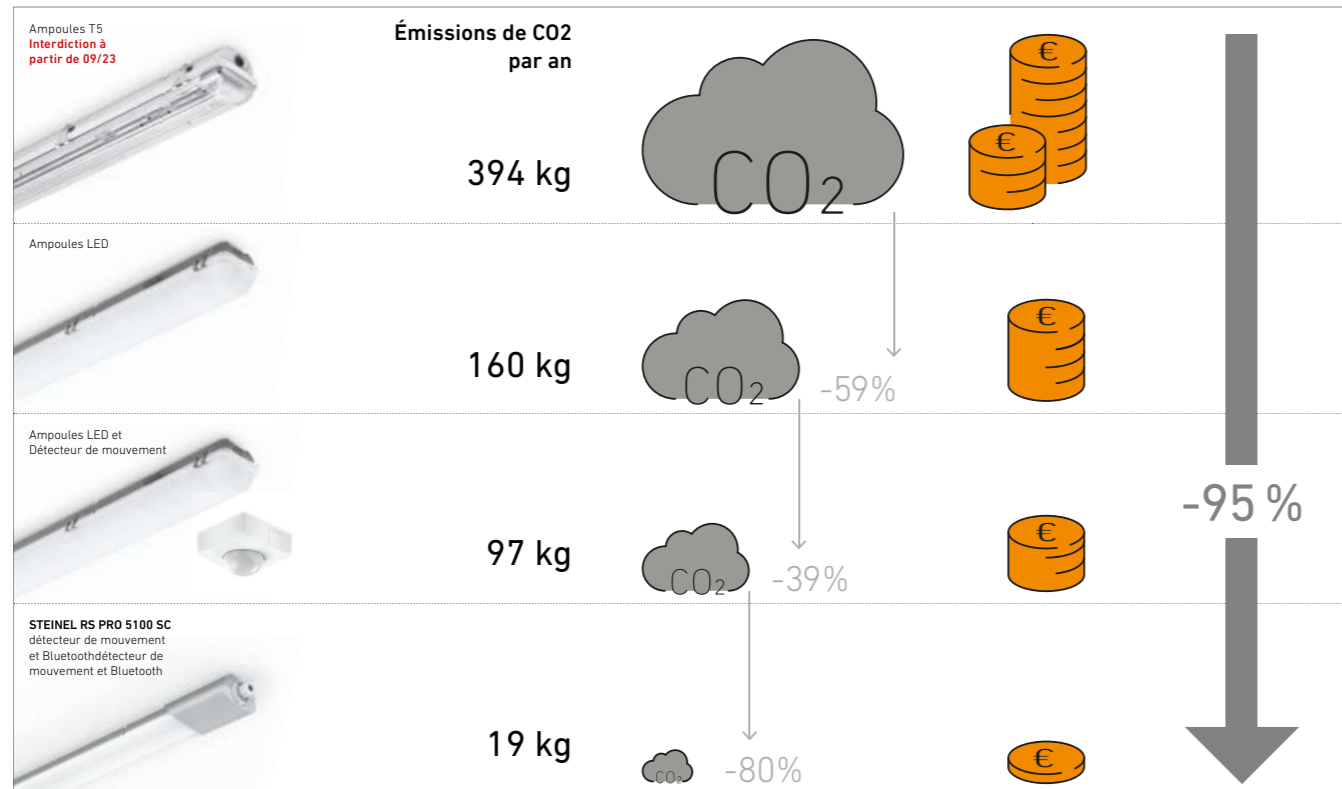 Ampoules T5
Interdiction à
partir de 09/23
Émissions de CO2
par an
394 kg
CO2
€
€
Ampoules LED
160 kg
CO2
-59%
€
Ampoules LED et
Détecteur de mouvement
97 kg
CO2
-39%
€
-95 %
STEINEL RS PRO 5100 SC
détecteur de mouvement
et Bluetoothdétecteur de
mouvement et Bluetooth
19 kg
CO2
-80%
€